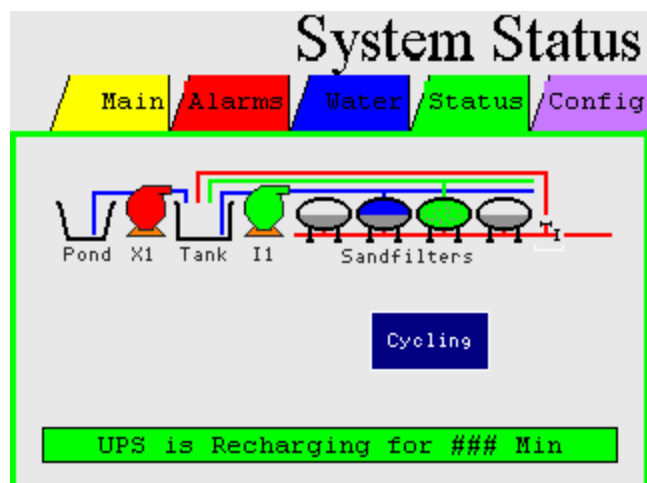 System Status
Main Alarms Water Status Config
Pond X1 Tank I1 Sandfilters
T I
Cycling
UPS is Recharging for ### Min